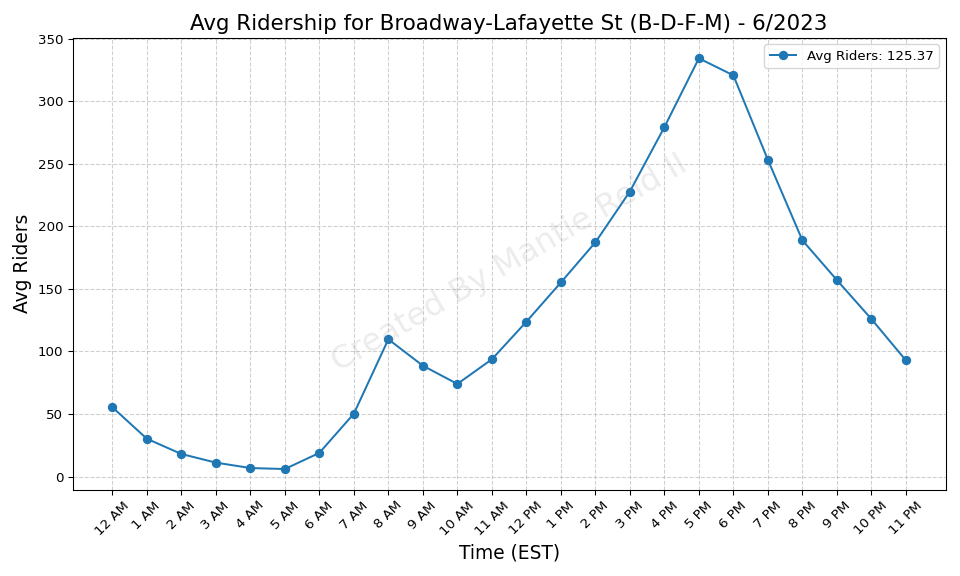 Avg Ridership for Broadway-Lafayette St (B-D-F-M) - 6/2023
Avg Riders: 125.37
350
300
250
200
150
100
50
0
Avg Riders
Created By Mantle Reid II
12 AM
1 AM
2 AM
3 AM
4 AM
5 AM
6 AM
7 AM
8 AM
9 AM
10 AM
11 AM
12 PM
1 PM
2 PM
3 PM
4 PM
5 PM
6 PM
7 PM
8 PM
9 PM
10 PM
11 PM
Time (EST)